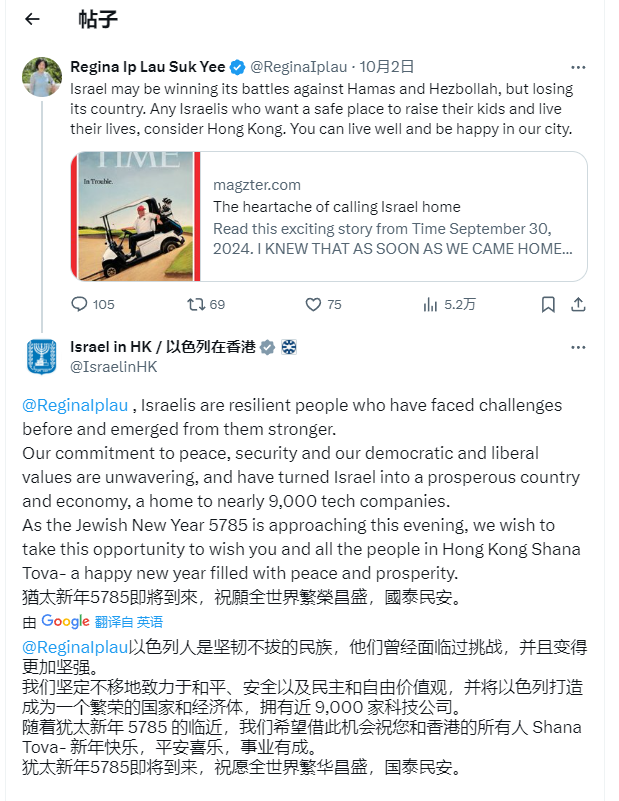 帖子
Regina Ip Lau Suk Yee @ReginaIplau · 10月2日
Israel may be winning its battles against Hamas and Hezbollah, but losing
its country. Any Israelis who want a safe place to raise their kids and live
their lives, consider Hong Kong. You can live well and be happy in our city.
TIME
In Trouble.
magzter.com
The heartache of calling Israel home
Read this exciting story from Time September 30,
2024. I KNEW THAT AS SOON AS WE CAME HOME...
105 69 75 5.2万
Israel in HK / 以色列在香港
@IsraelinHK
@ReginaIplau , Israelis are resilient people who have faced challenges
before and emerged from them stronger.
Our commitment to peace, security and our democratic and liberal
values are unwavering, and have turned Israel into a prosperous country
and economy, a home to nearly 9,000 tech companies.
As the Jewish New Year 5785 is approaching this evening, we wish to
take this opportunity to wish you and all the people in Hong Kong Shana
Tova- a happy new year filled with peace and prosperity.
猶太新年5785即將到來，祝願全世界繁榮昌盛，國泰民安。
由 Google 翻译自 英语
@ReginaIplau以色列人是坚韧不拔的民族，他们曾经面临过挑战，并且变得
更加坚强。
我们坚定不移地致力于和平、安全以及民主和自由价值观，并将以色列打造
成为一个繁荣的国家和经济体，拥有近 9,000 家科技公司。
随着犹太新年 5785 的临近，我们希望借此机会祝您和香港的所有人 Shana
Tova- 新年快乐，平安喜乐，事业有成。
犹太新年5785即将到来，祝愿全世界繁华昌盛，国泰民安。